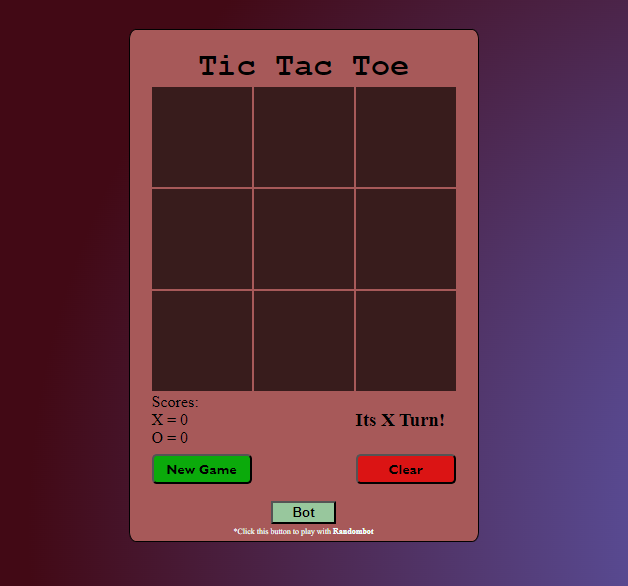 Tic Tac Toe
Scores:
X = 0
Its X Turn!
O = 0
New Game
Clear
Bot
*Click this button to play with Randombot